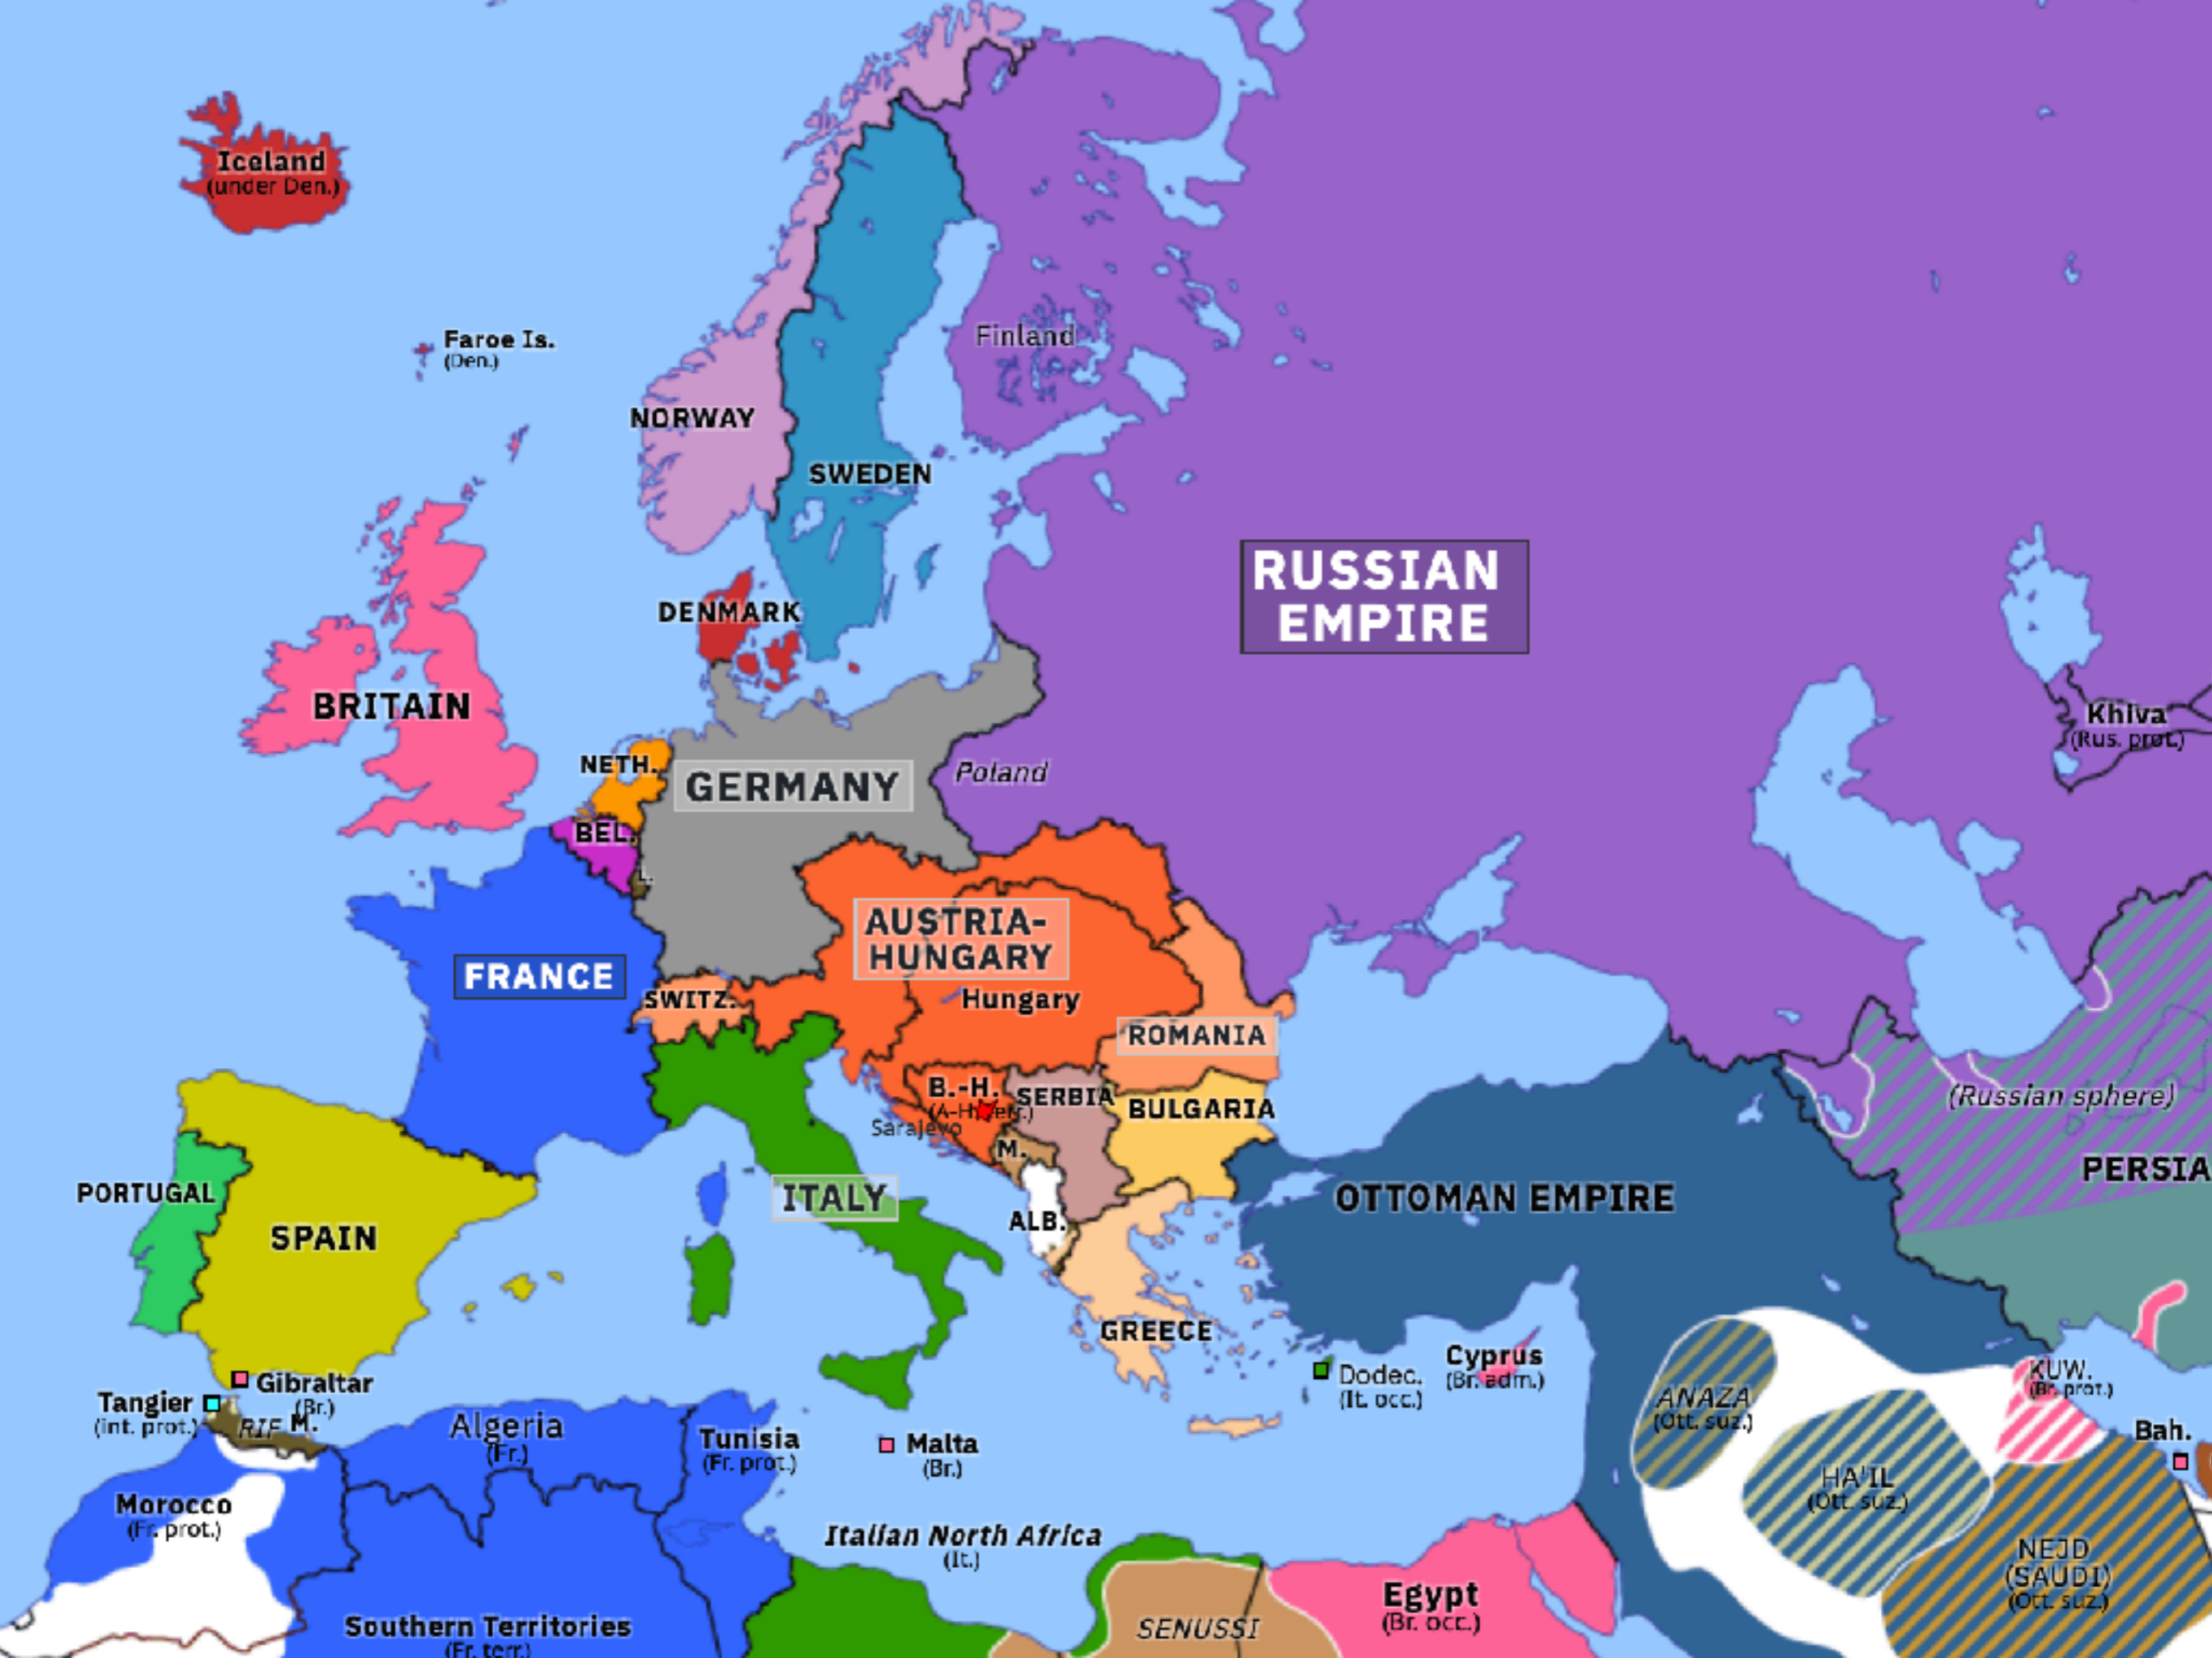 Iceland
(under Den.)
Faroe Is.
(Den.)
Finland
NORWAY
SWEDEN
RUSSIAN
EMPIRE
DENMARK
BRITAIN
Khiva
(Rus. prot.)
NETH.
GERMANY
Poland
BEL.
L.
AUSTRIA-
HUNGARY
FRANCE
SWITZ.
Hungary
ROMANIA
B.-H.
SERBIA
BULGARIA
(Russian sphere)
Sarajevo
M.
PERSIA
PORTUGAL
ITALY
OTTOMAN EMPIRE
SPAIN
ALB.
GREECE
Gibraltar
(Br.)
Tangier
(int. prot.)
RIF
M.
Dodec.
(It. occ.)
Cyprus
(Br. adm.)
KUW.
(Br. prot.)
ANAZA
(Ott. suz.)
Algeria
(Fr.)
Tunisia
(Fr. prot.)
Malta
(Br.)
Bah.
HA'IL
(Ott. suz.)
Morocco
(Fr. prot.)
Italian North Africa
(It.)
NEJD
(SAUDI)
(Ott. suz.)
Egypt
(Br. occ.)
Southern Territories
(Fr. terr.)
SENUSSI